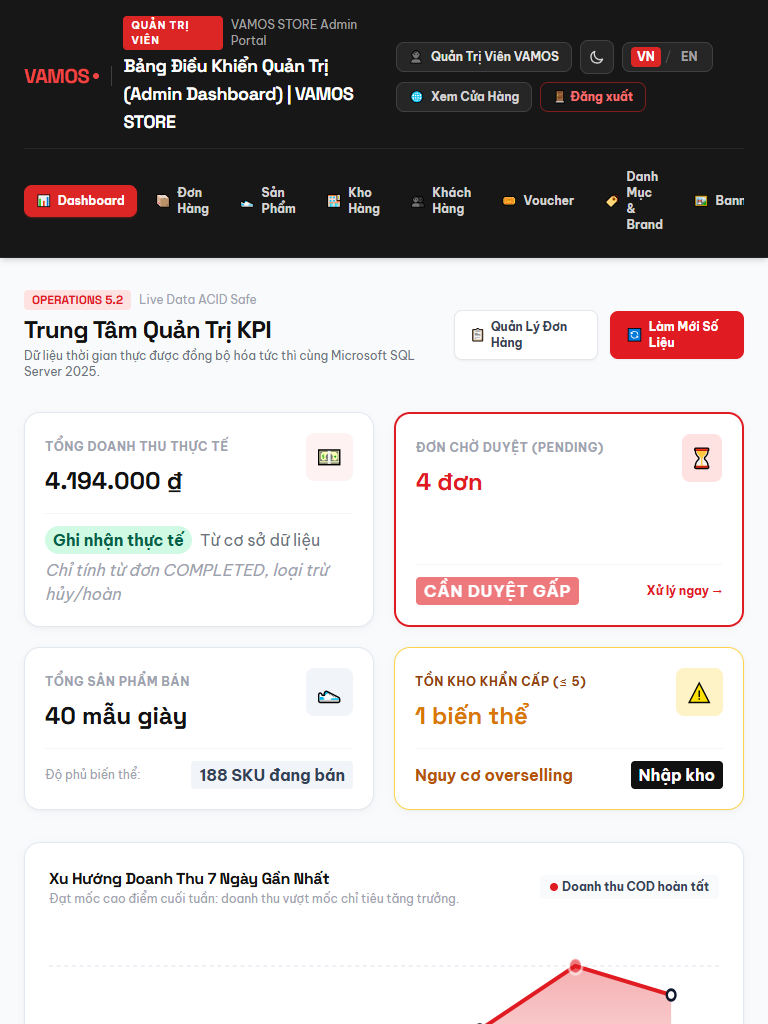 VAMOS
QUẢN TRỊ VIÊN
VAMOS STORE Admin Portal
Bảng Điều Khiển Quản Trị
(Admin Dashboard) | VAMOS
STORE
Quản Trị Viên VAMOS
VN / EN
Xem Cửa Hàng
Đăng xuất
Dashboard
Đơn Hàng
Sản Phẩm
Kho Hàng
Khách Hàng
Voucher
Danh Mục & Brand
Bann
OPERATIONS 5.2
Live Data ACID Safe
Trung Tâm Quản Trị KPI
Dữ liệu thời gian thực được đồng bộ hóa tức thì cùng Microsoft SQL
Server 2025.
Quản Lý Đơn Hàng
Làm Mới Số Liệu
TỔNG DOANH THU THỰC TẾ
4.194.000 ₫
Ghi nhận thực tế Từ cơ sở dữ liệu
Chỉ tính từ đơn COMPLETED, loại trừ
hủy/hoàn
ĐƠN CHỜ DUYỆT (PENDING)
4 đơn
CẦN DUYỆT GẤP
Xử lý ngay →
TỔNG SẢN PHẨM BÁN
40 mẫu giày
Độ phủ biến thể:
188 SKU đang bán
TỒN KHO KHẨN CẤP (≤ 5)
1 biến thể
Nguy cơ overselling
Nhập kho
Xu Hướng Doanh Thu 7 Ngày Gần Nhất
Đạt mốc cao điểm cuối tuần: doanh thu vượt mốc chỉ tiêu tăng trưởng.
Doanh thu COD hoàn tất